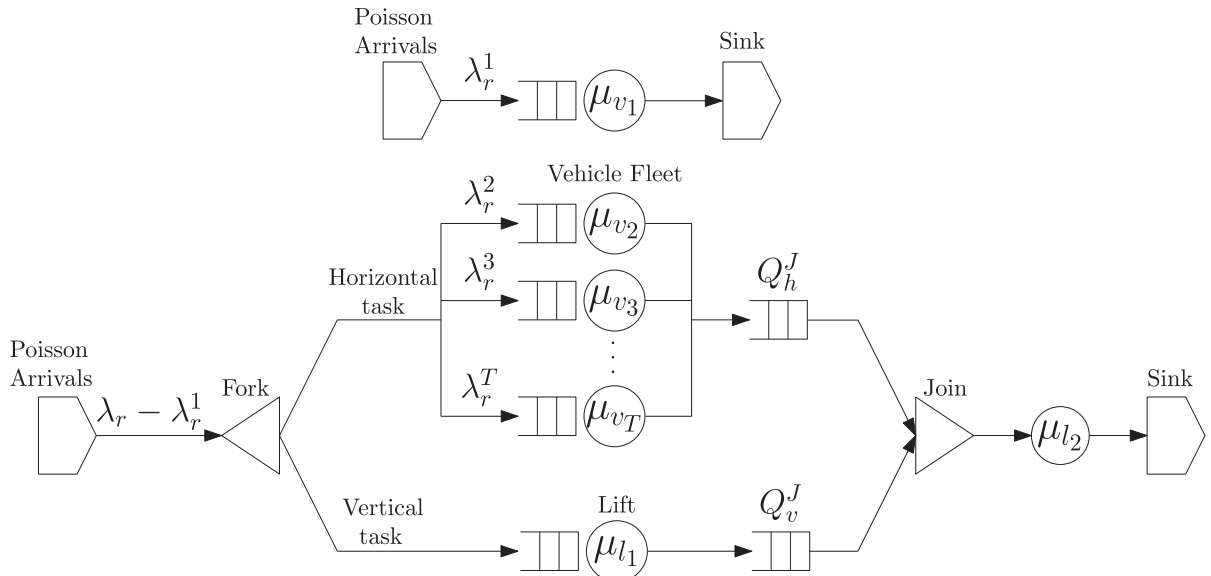 Poisson
Arrivals
Sink
λ_r^1
μ_{v_1}
Vehicle Fleet
λ_r^2
μ_{v_2}
Horizontal
task
λ_r^3
μ_{v_3}
Q_h^J
Poisson
Arrivals
Fork
λ_r^T
μ_{v_T}
Join
Sink
λ_r − λ_r^1
μ_{l_2}
Vertical
task
Lift
Q_v^J
μ_{l_1}